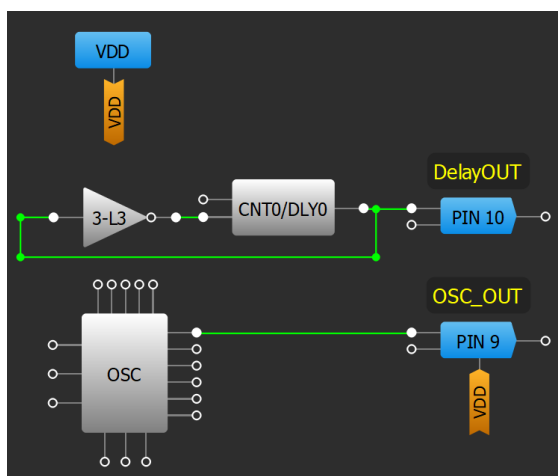 VDD
VDD
DelayOUT
3-L3
CNT0/DLY0
PIN 10
OSC_OUT
PIN 9
OSC
VDD